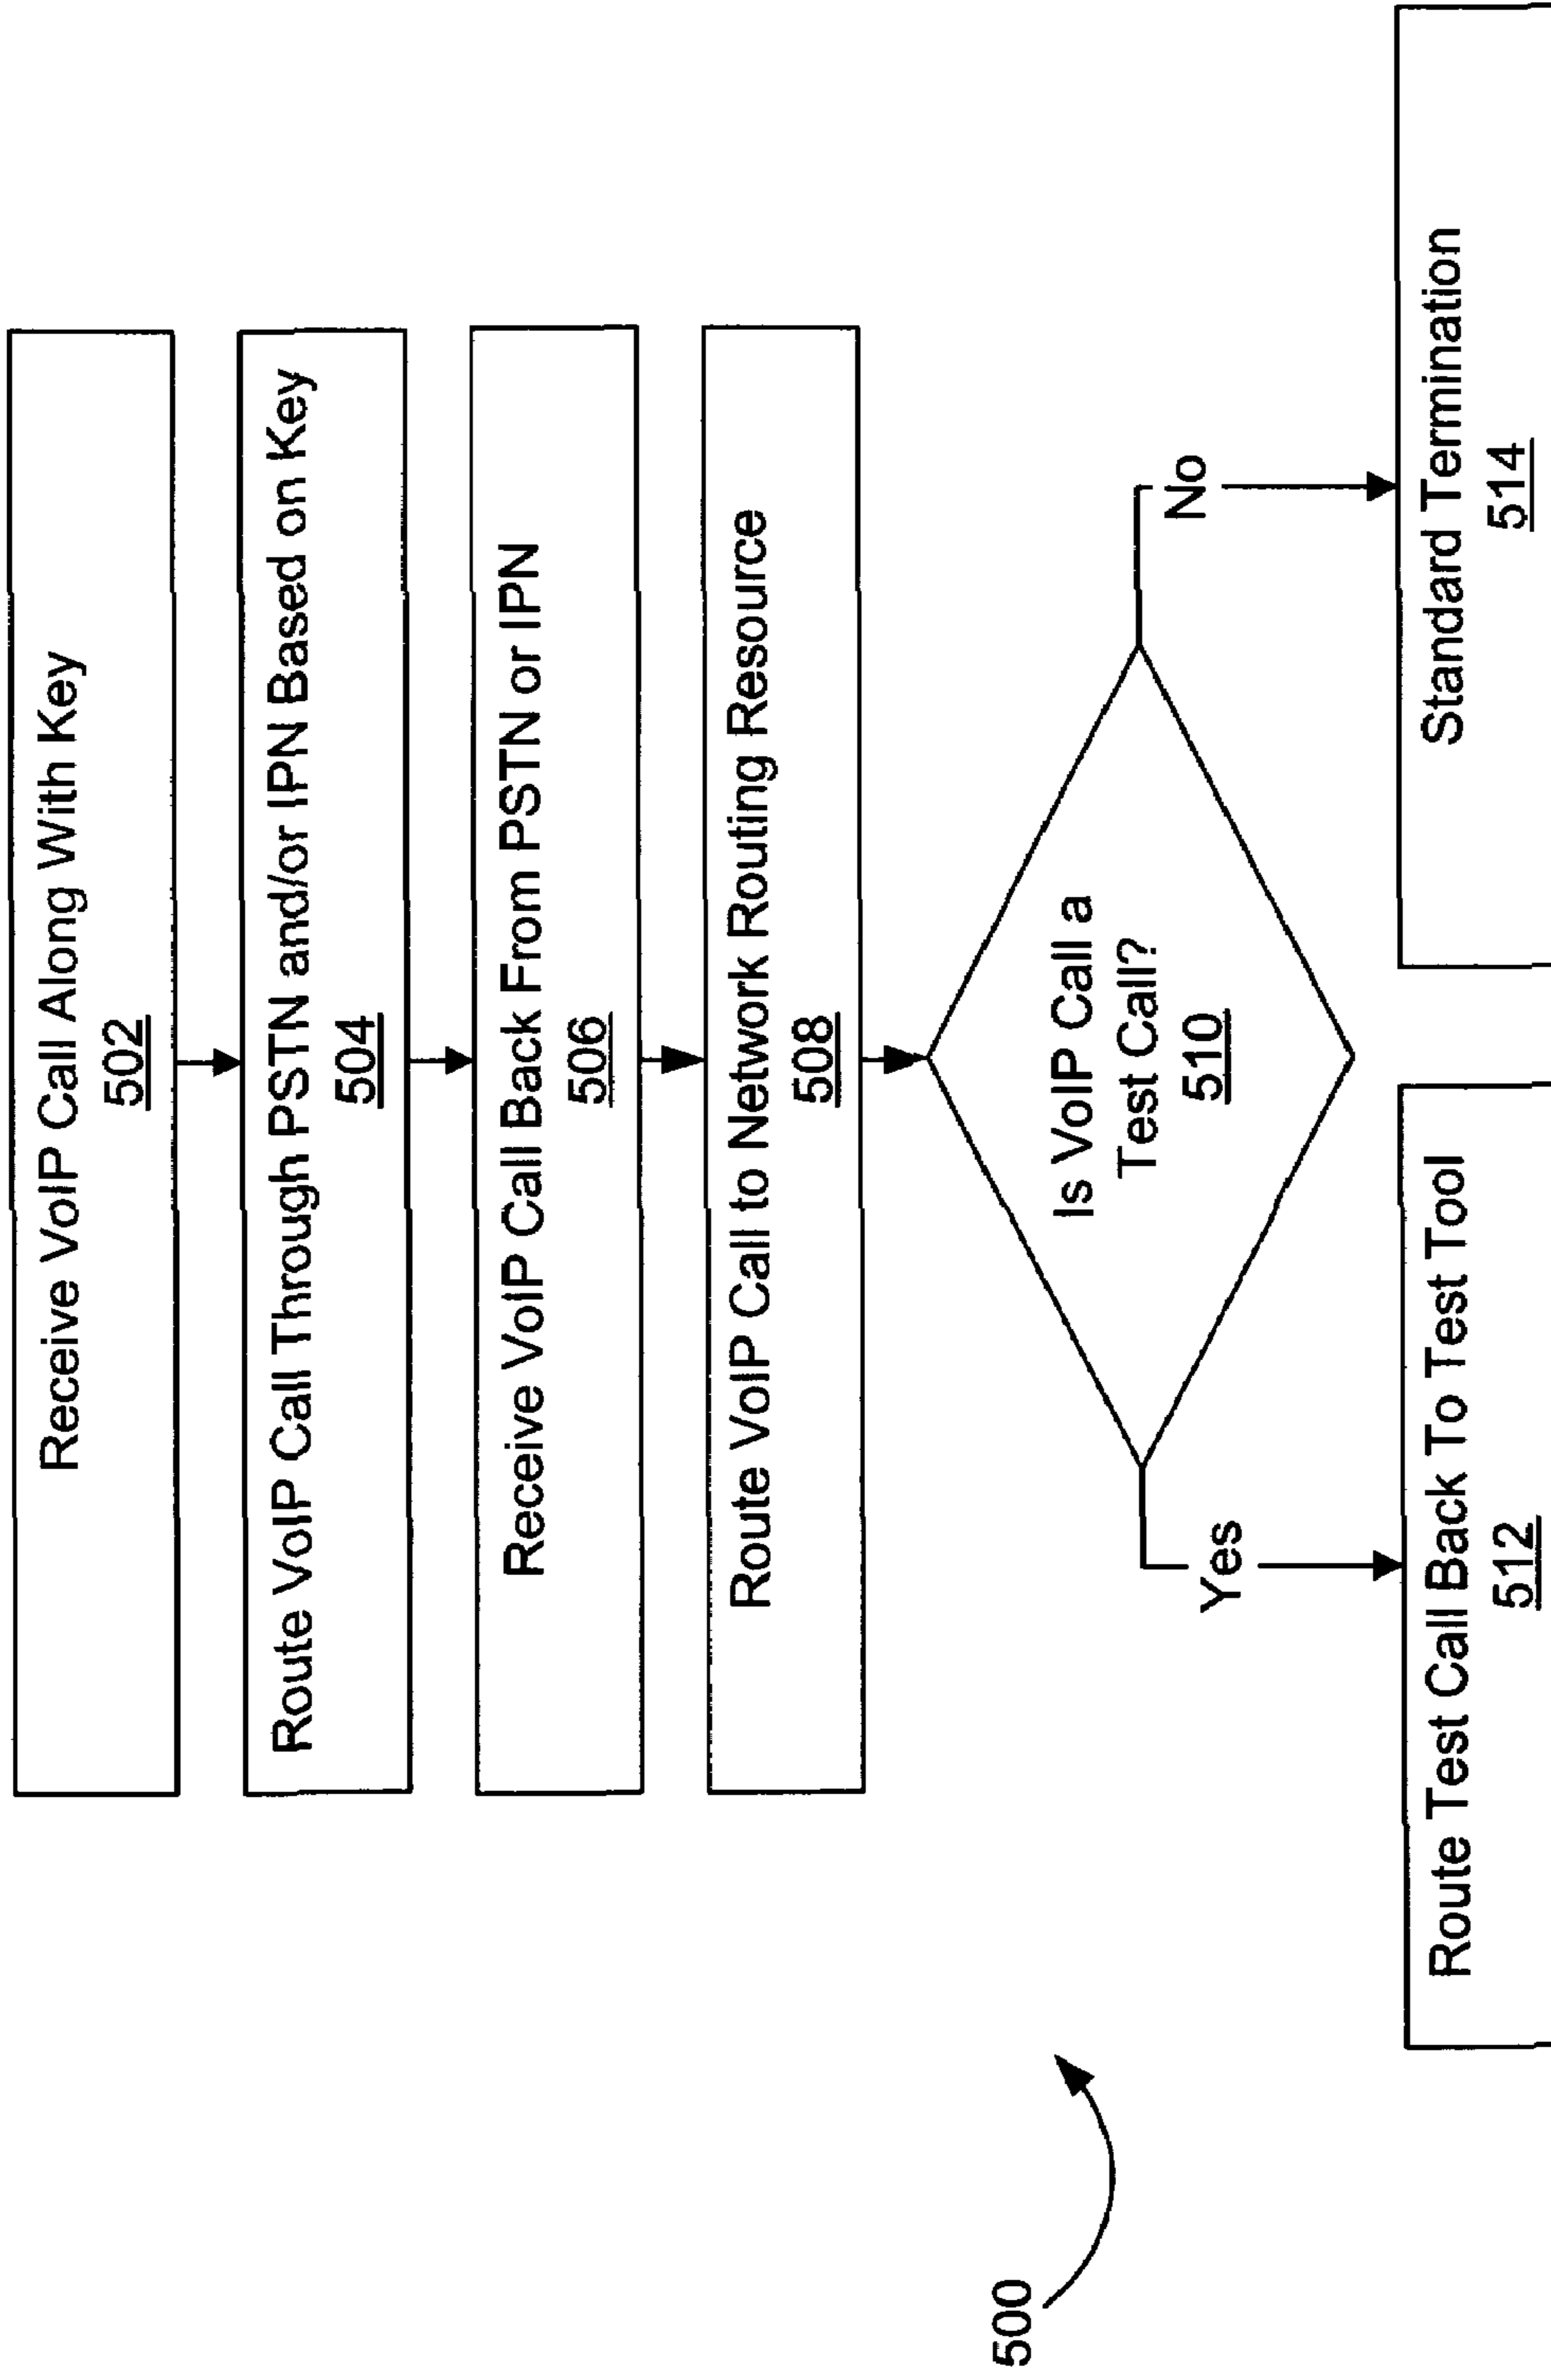 Receive VoIP Call Along With Key
502
Route VoIP Call Through PSTN and/or IPN Based on Key
504
Receive VoIP Call Back From PSTN or IPN
506
Route VoIP Call to Network Routing Resource
508
Is VoIP Call a
Test Call?
510
Yes
No
Route Test Call Back To Test Tool
512
Standard Termination
514
500